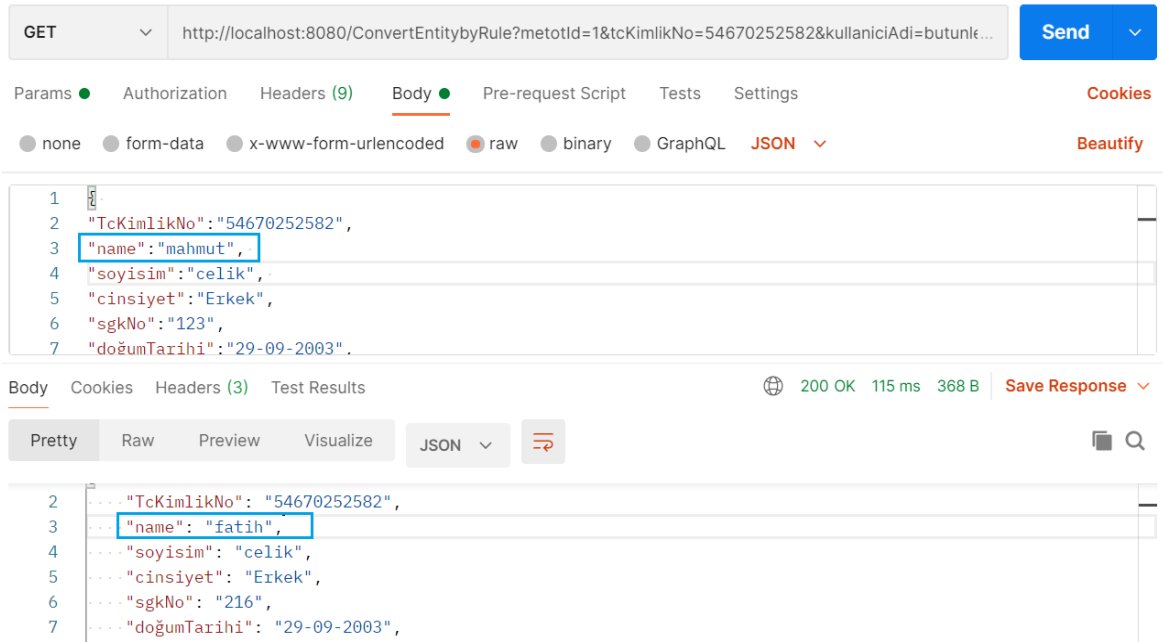 GET http://localhost:8080/ConvertEntitybyRule?metotId=1&tcKimlikNo=54670252582&kullaniciAdi=butunle... Send
Params Authorization Headers (9) Body Pre-request Script Tests Settings Cookies
none form-data x-www-form-urlencoded raw binary GraphQL JSON Beautify
1 {
2 "TcKimlikNo":"54670252582",
3 "name":"mahmut",
4 "soyisim":"celik",
5 "cinsiyet":"Erkek",
6 "sgkNo":"123",
7 "doğumTarihi":"29-09-2003",
Body Cookies Headers (3) Test Results 200 OK 115 ms 368 B Save Response
Pretty Raw Preview Visualize JSON
2 "TcKimlikNo": "54670252582",
3 "name": "fatih",
4 "soyisim": "celik",
5 "cinsiyet": "Erkek",
6 "sgkNo": "216",
7 "doğumTarihi": "29-09-2003",